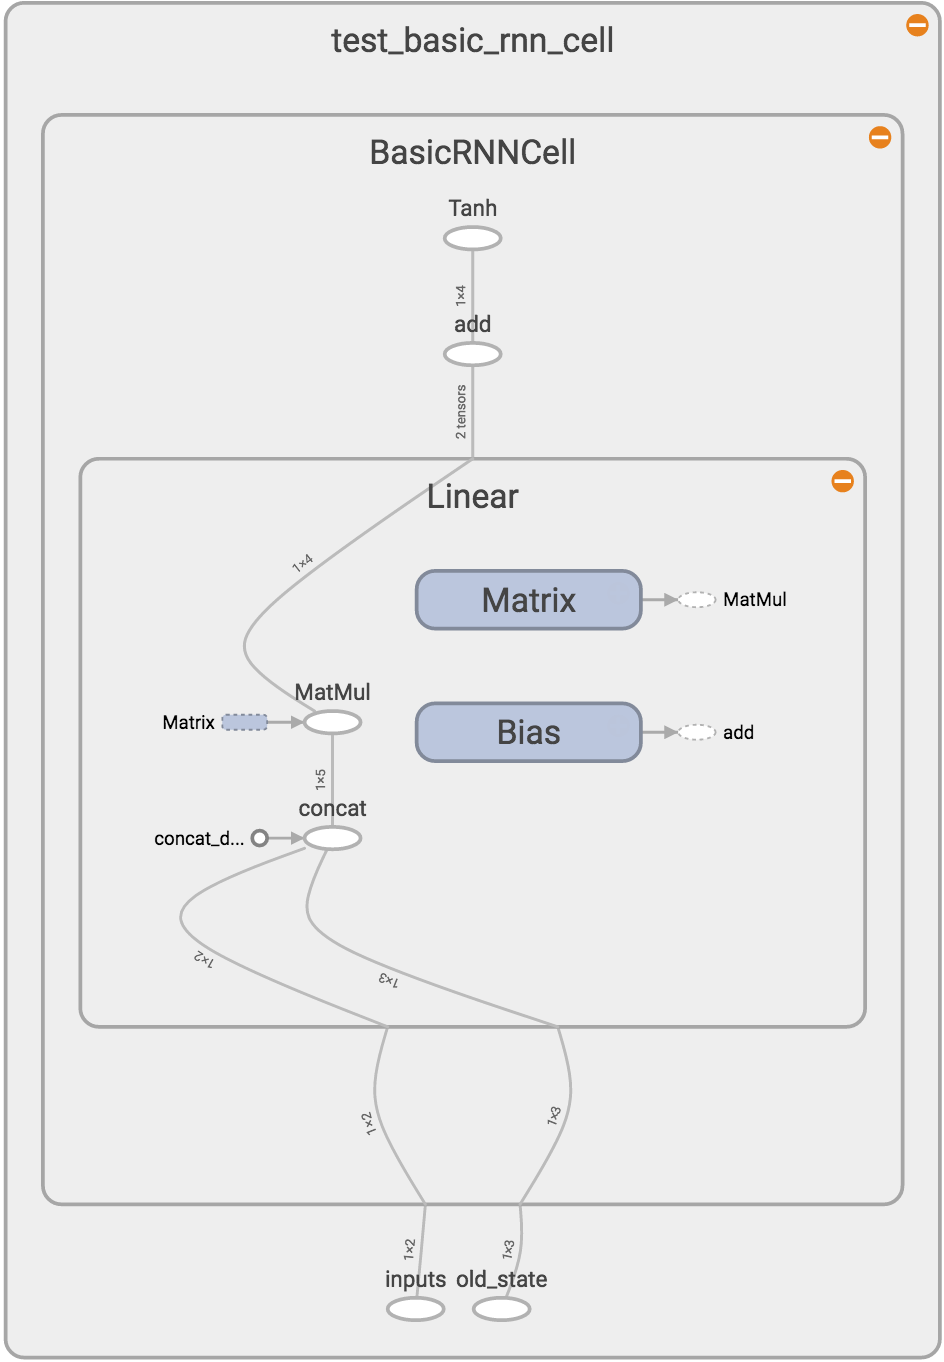 test_basic_rnn_cell
BasicRNNCell
Tanh
1×4
add
2 tensors
Linear
1×4
Matrix
MatMul
MatMul
Matrix
Bias
add
1×5
concat
concat_d...
1×2
1×3
1×2
1×3
1×2
1×3
inputs
old_state